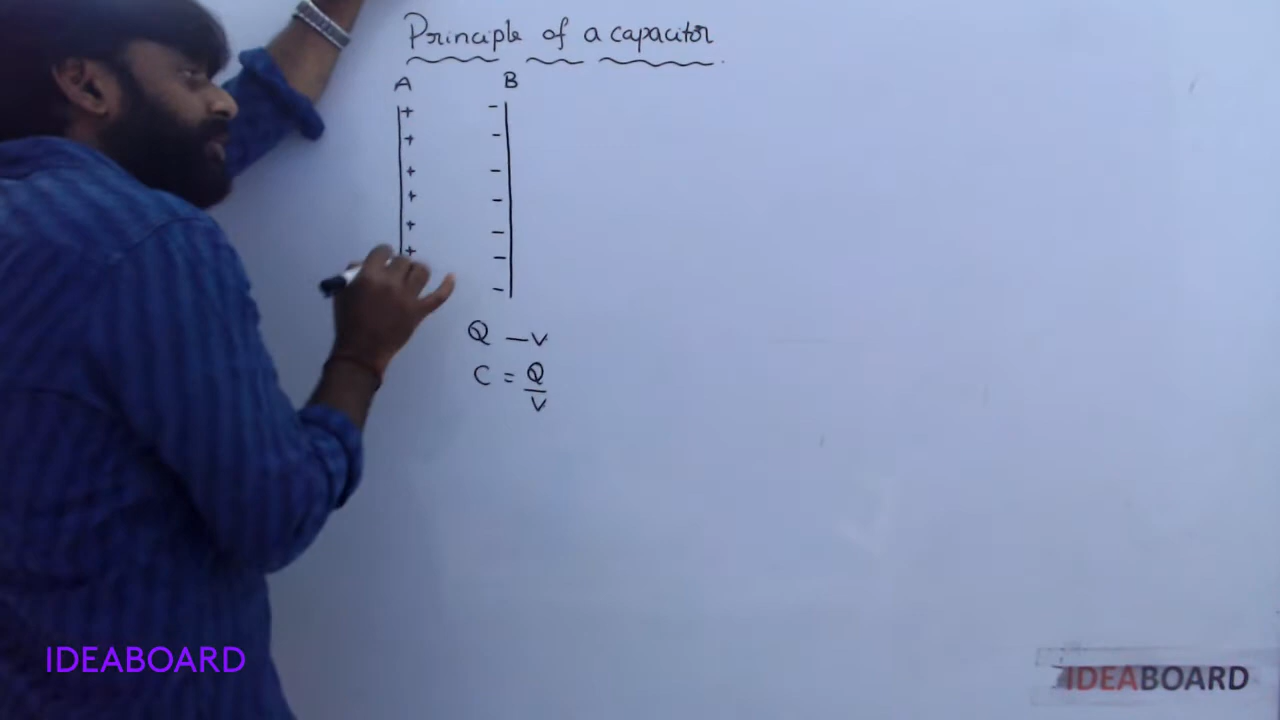 Principle of a capacitor
A B
+ -
+ -
+ -
+ -
+ -
+ -
-
Q - V
C = Q/V
IDEABOARD
IDEABOARD